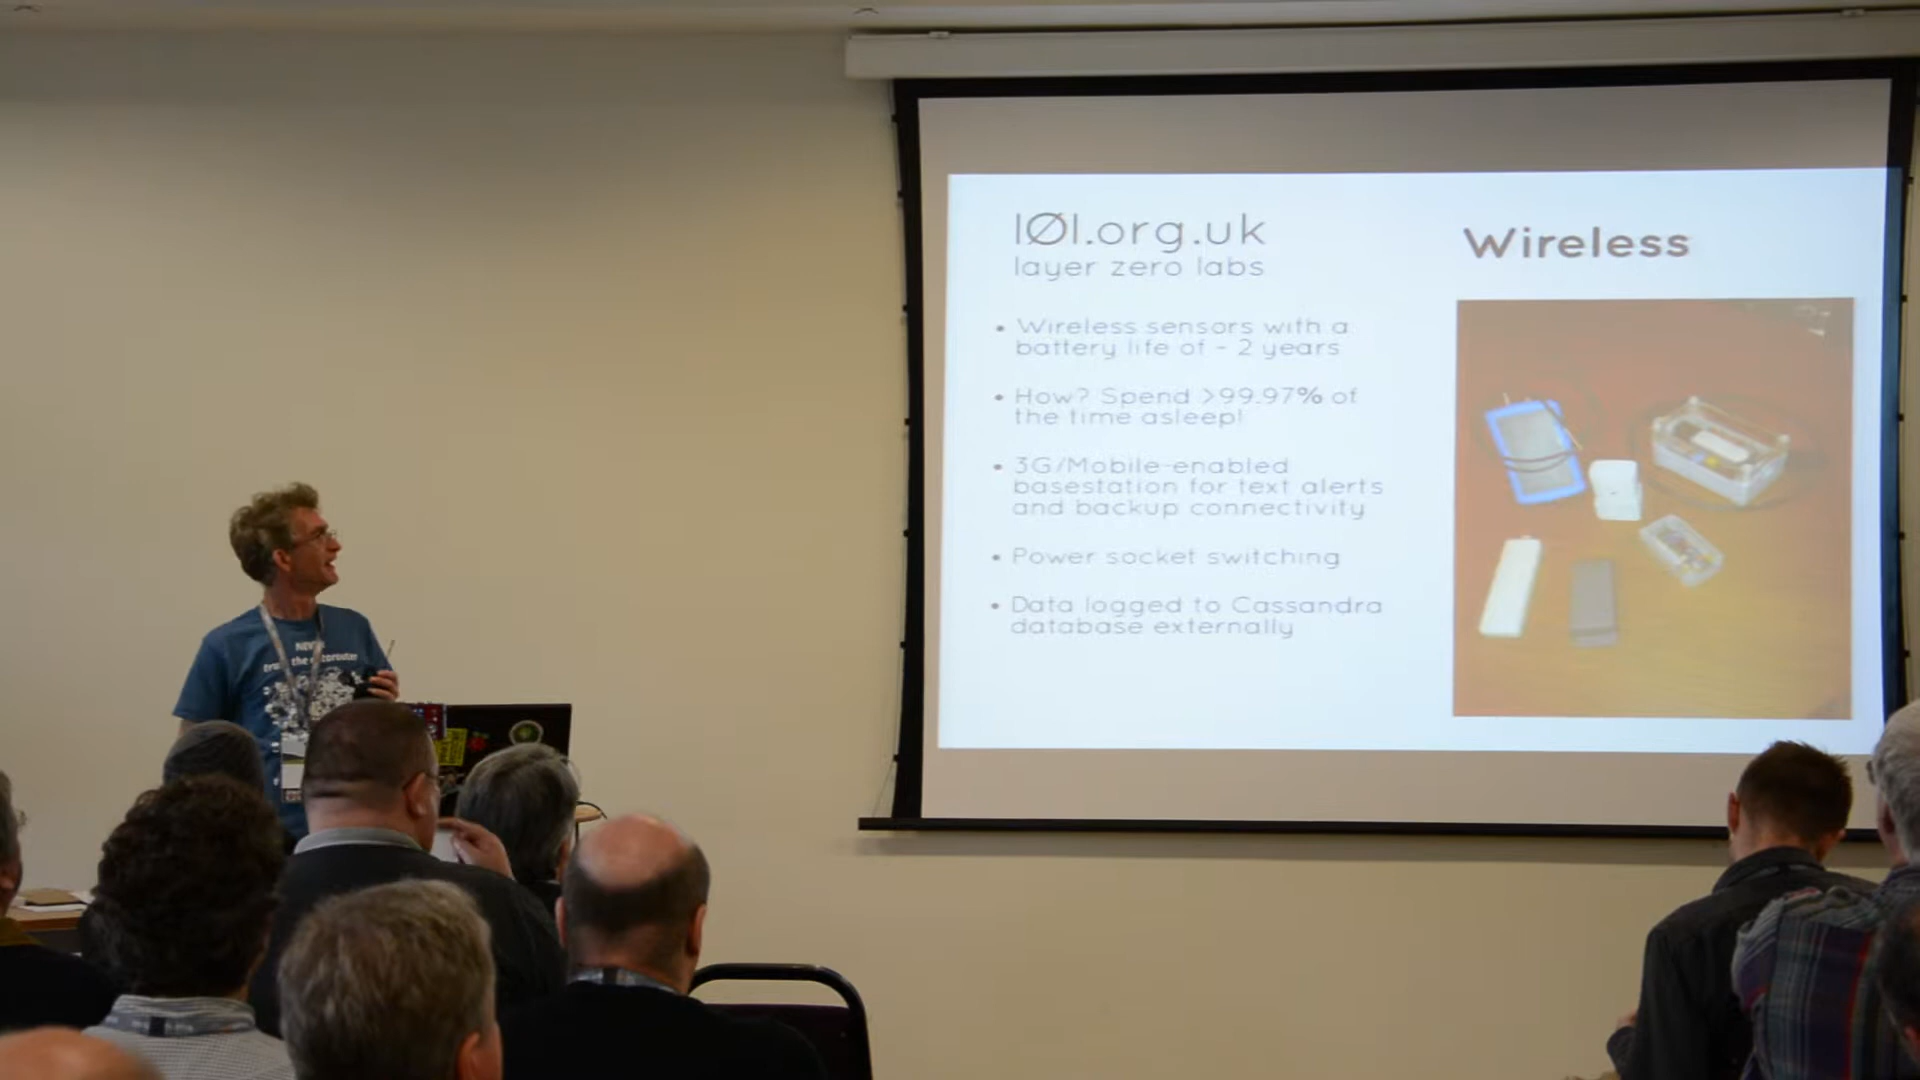 lØl.org.uk
layer zero labs
Wireless
• Wireless sensors with a
battery life of ~ 2 years
• How? Spend >99.97% of
the time asleep!
• 3G/Mobile-enabled
basestation for text alerts
and backup connectivity
• Power socket switching
• Data logged to Cassandra
database externally
the